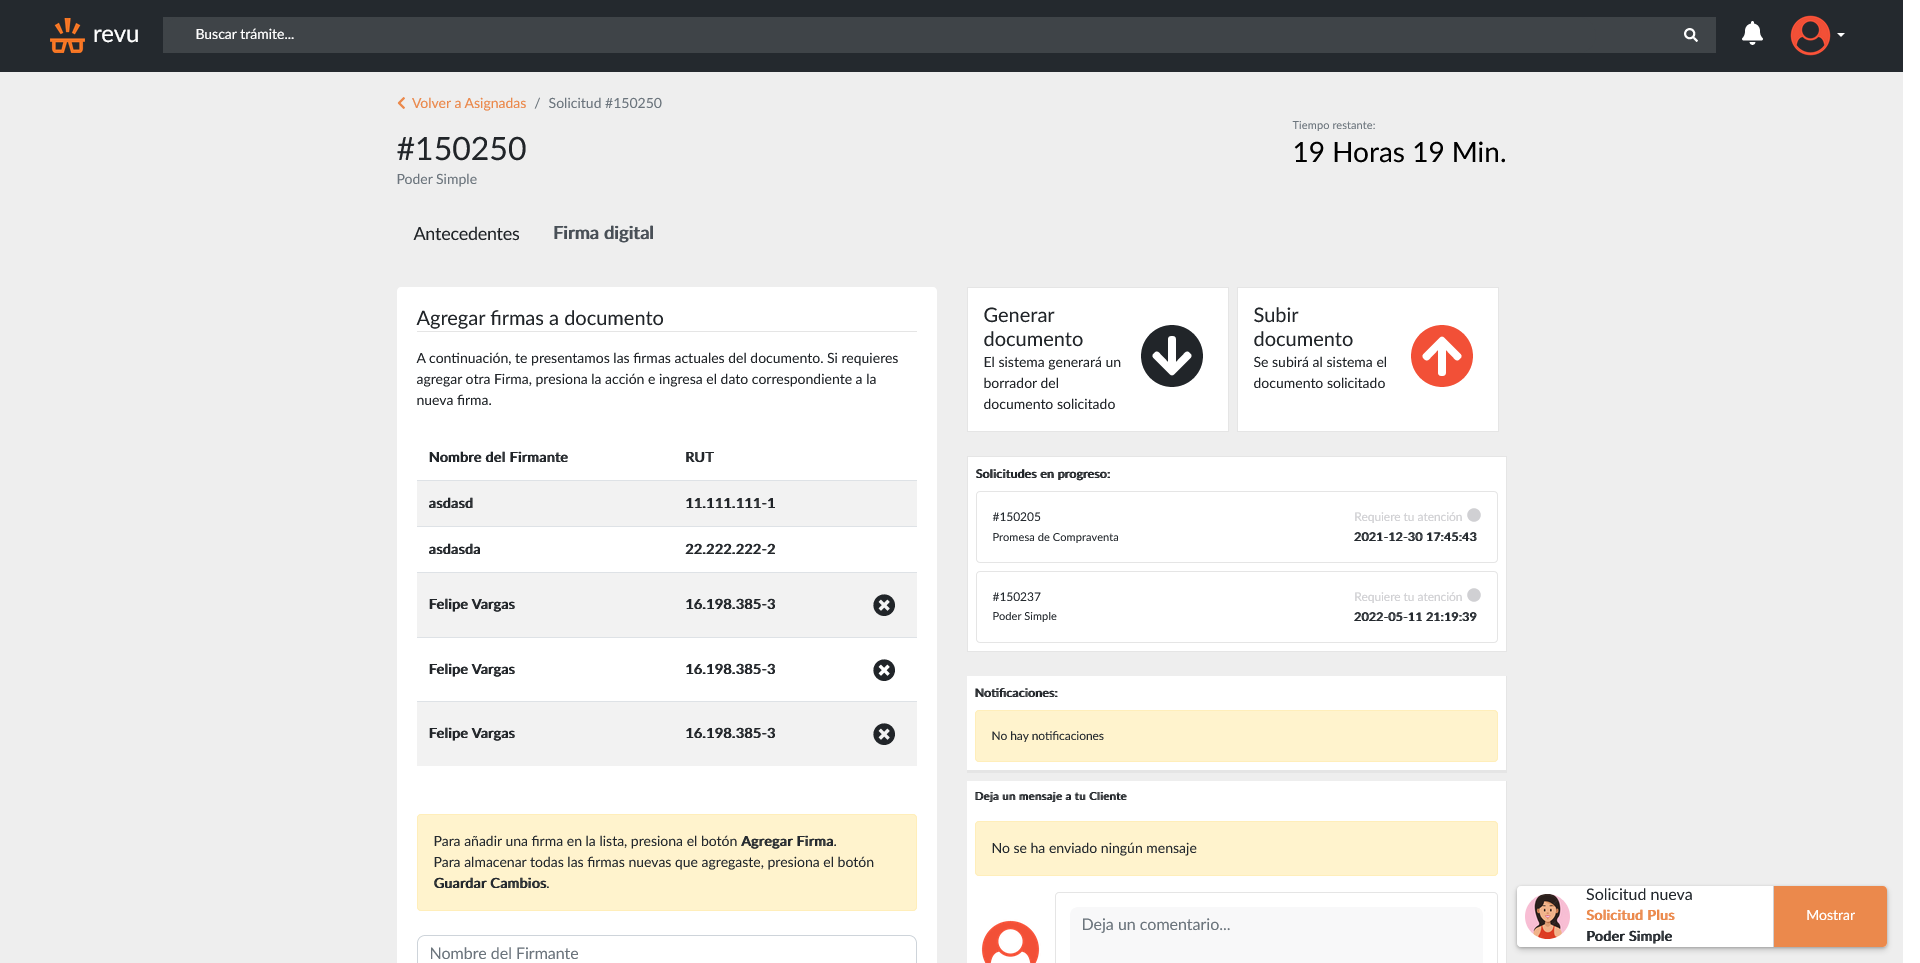 revu
Buscar trámite...
Volver a Asignadas / Solicitud #150250
#150250
Poder Simple
Tiempo restante:
19 Horas 19 Min.
Antecedentes
Firma digital
Agregar firmas a documento
A continuación, te presentamos las firmas actuales del documento. Si requieres
agregar otra Firma, presiona la acción e ingresa el dato correspondiente a la
nueva firma.
Nombre del Firmante RUT
asdasd 11.111.111-1
asdasda 22.222.222-2
Felipe Vargas 16.198.385-3
Felipe Vargas 16.198.385-3
Felipe Vargas 16.198.385-3
Para añadir una firma en la lista, presiona el botón Agregar Firma.
Para almacenar todas las firmas nuevas que agregaste, presiona el botón
Guardar Cambios.
Nombre del Firmante
Generar
documento
El sistema generará un
borrador del
documento solicitado
Subir
documento
Se subirá al sistema el
documento solicitado
Solicitudes en progreso:
#150205
Promesa de Compraventa
Requiere tu atención
2021-12-30 17:45:43
#150237
Poder Simple
Requiere tu atención
2022-05-11 21:19:39
Notificaciones:
No hay notificaciones
Deja un mensaje a tu Cliente
No se ha enviado ningún mensaje
Deja un comentario...
Solicitud nueva
Solicitud Plus
Poder Simple
Mostrar